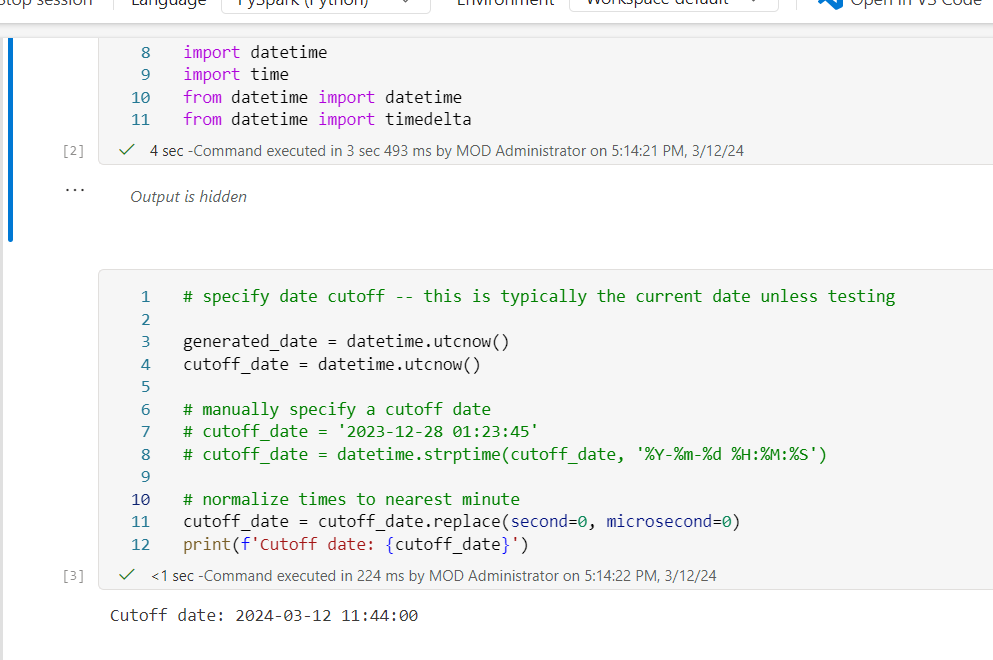 Stop session Language PySpark (Python) Environment Workspace default Open in VS Code
8 import datetime
9 import time
10 from datetime import datetime
11 from datetime import timedelta
[2] 4 sec -Command executed in 3 sec 493 ms by MOD Administrator on 5:14:21 PM, 3/12/24
... Output is hidden
1 # specify date cutoff -- this is typically the current date unless testing
2
3 generated_date = datetime.utcnow()
4 cutoff_date = datetime.utcnow()
5
6 # manually specify a cutoff date
7 # cutoff_date = '2023-12-28 01:23:45'
8 # cutoff_date = datetime.strptime(cutoff_date, '%Y-%m-%d %H:%M:%S')
9
10 # normalize times to nearest minute
11 cutoff_date = cutoff_date.replace(second=0, microsecond=0)
12 print(f'Cutoff date: {cutoff_date}')
[3] <1 sec -Command executed in 224 ms by MOD Administrator on 5:14:22 PM, 3/12/24
Cutoff date: 2024-03-12 11:44:00